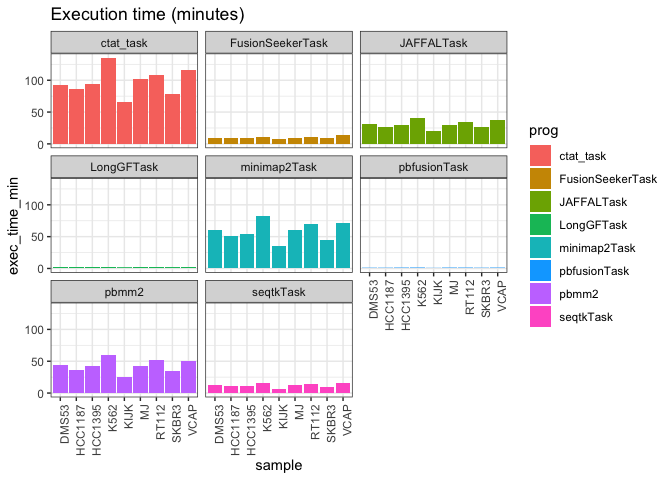 Execution time (minutes)
ctat_task FusionSeekerTask JAFFALTask
100
50
0
LongGFTask minimap2Task pbfusionTask
100
50
0
DMS53 HCC1187 HCC1395 K562 KIJK MJ RT112 SKBR3 VCAP
pbmm2 seqtkTask
100
50
0
DMS53 HCC1187 HCC1395 K562 KIJK MJ RT112 SKBR3 VCAP DMS53 HCC1187 HCC1395 K562 KIJK MJ RT112 SKBR3 VCAP
sample
exec_time_min
prog
ctat_task
FusionSeekerTask
JAFFALTask
LongGFTask
minimap2Task
pbfusionTask
pbmm2
seqtkTask